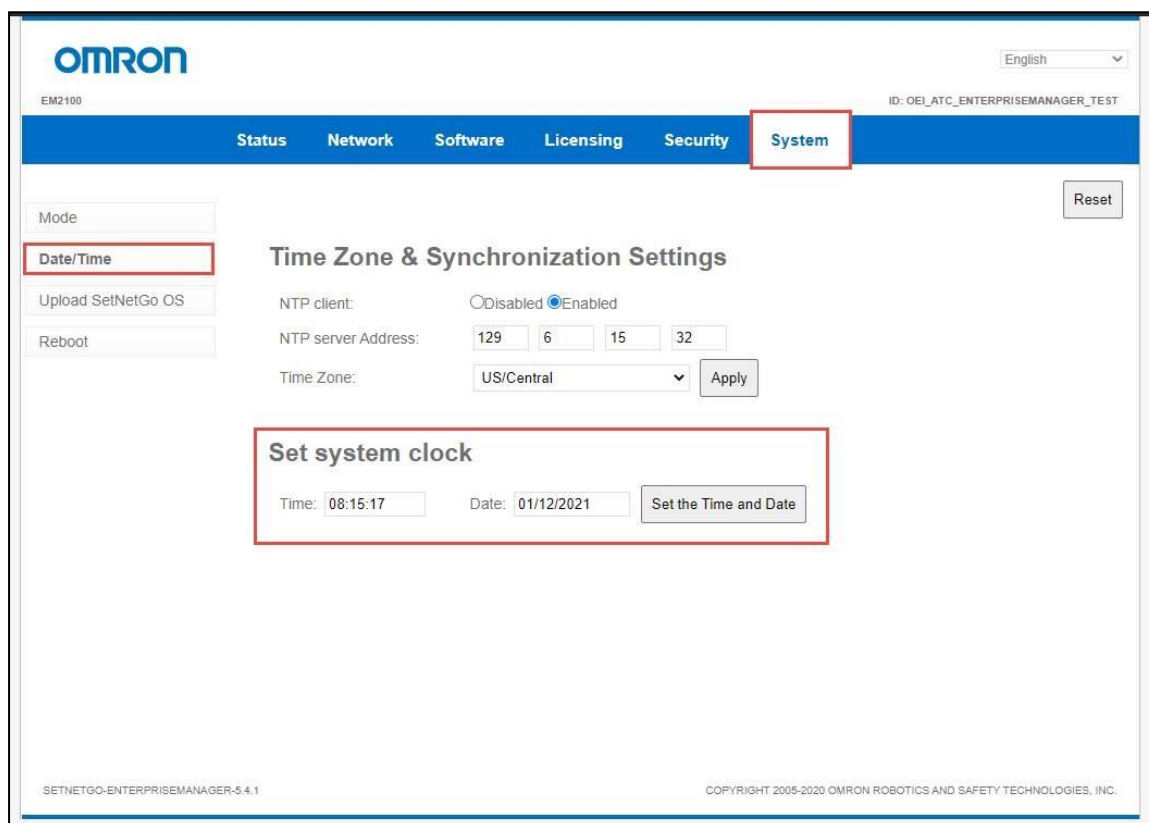 OMRON
English
EM2100
ID: OEI_ATC_ENTERPRISEMANAGER_TEST
Status Network Software Licensing Security System
Reset
Mode
Date/Time
Upload SetNetGo OS
Reboot
Time Zone & Synchronization Settings
NTP client: Disabled Enabled
NTP server Address: 129 6 15 32
Time Zone: US/Central Apply
Set system clock
Time: 08:15:17 Date: 01/12/2021 Set the Time and Date
SETNETGO-ENTERPRISEMANAGER-5.4.1
COPYRIGHT 2005-2020 OMRON ROBOTICS AND SAFETY TECHNOLOGIES, INC.